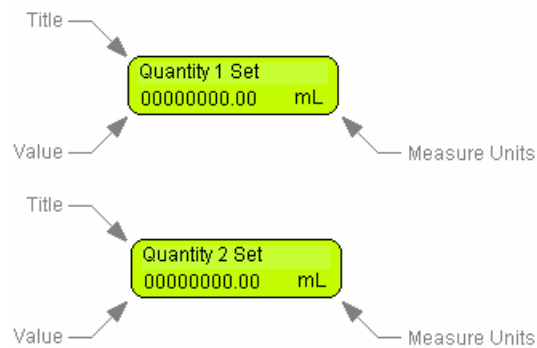 Title
Quantity 1 Set
00000000.00 mL
Value
Measure Units
Title
Quantity 2 Set
00000000.00 mL
Value
Measure Units